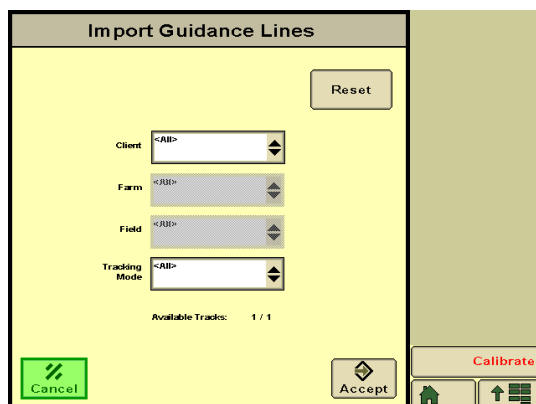 Import Guidance Lines
Reset
Client
<All>
Farm
<All>
Field
<All>
Tracking
Mode
<All>
Available Tracks: 1 / 1
Cancel
Accept
Calibrate